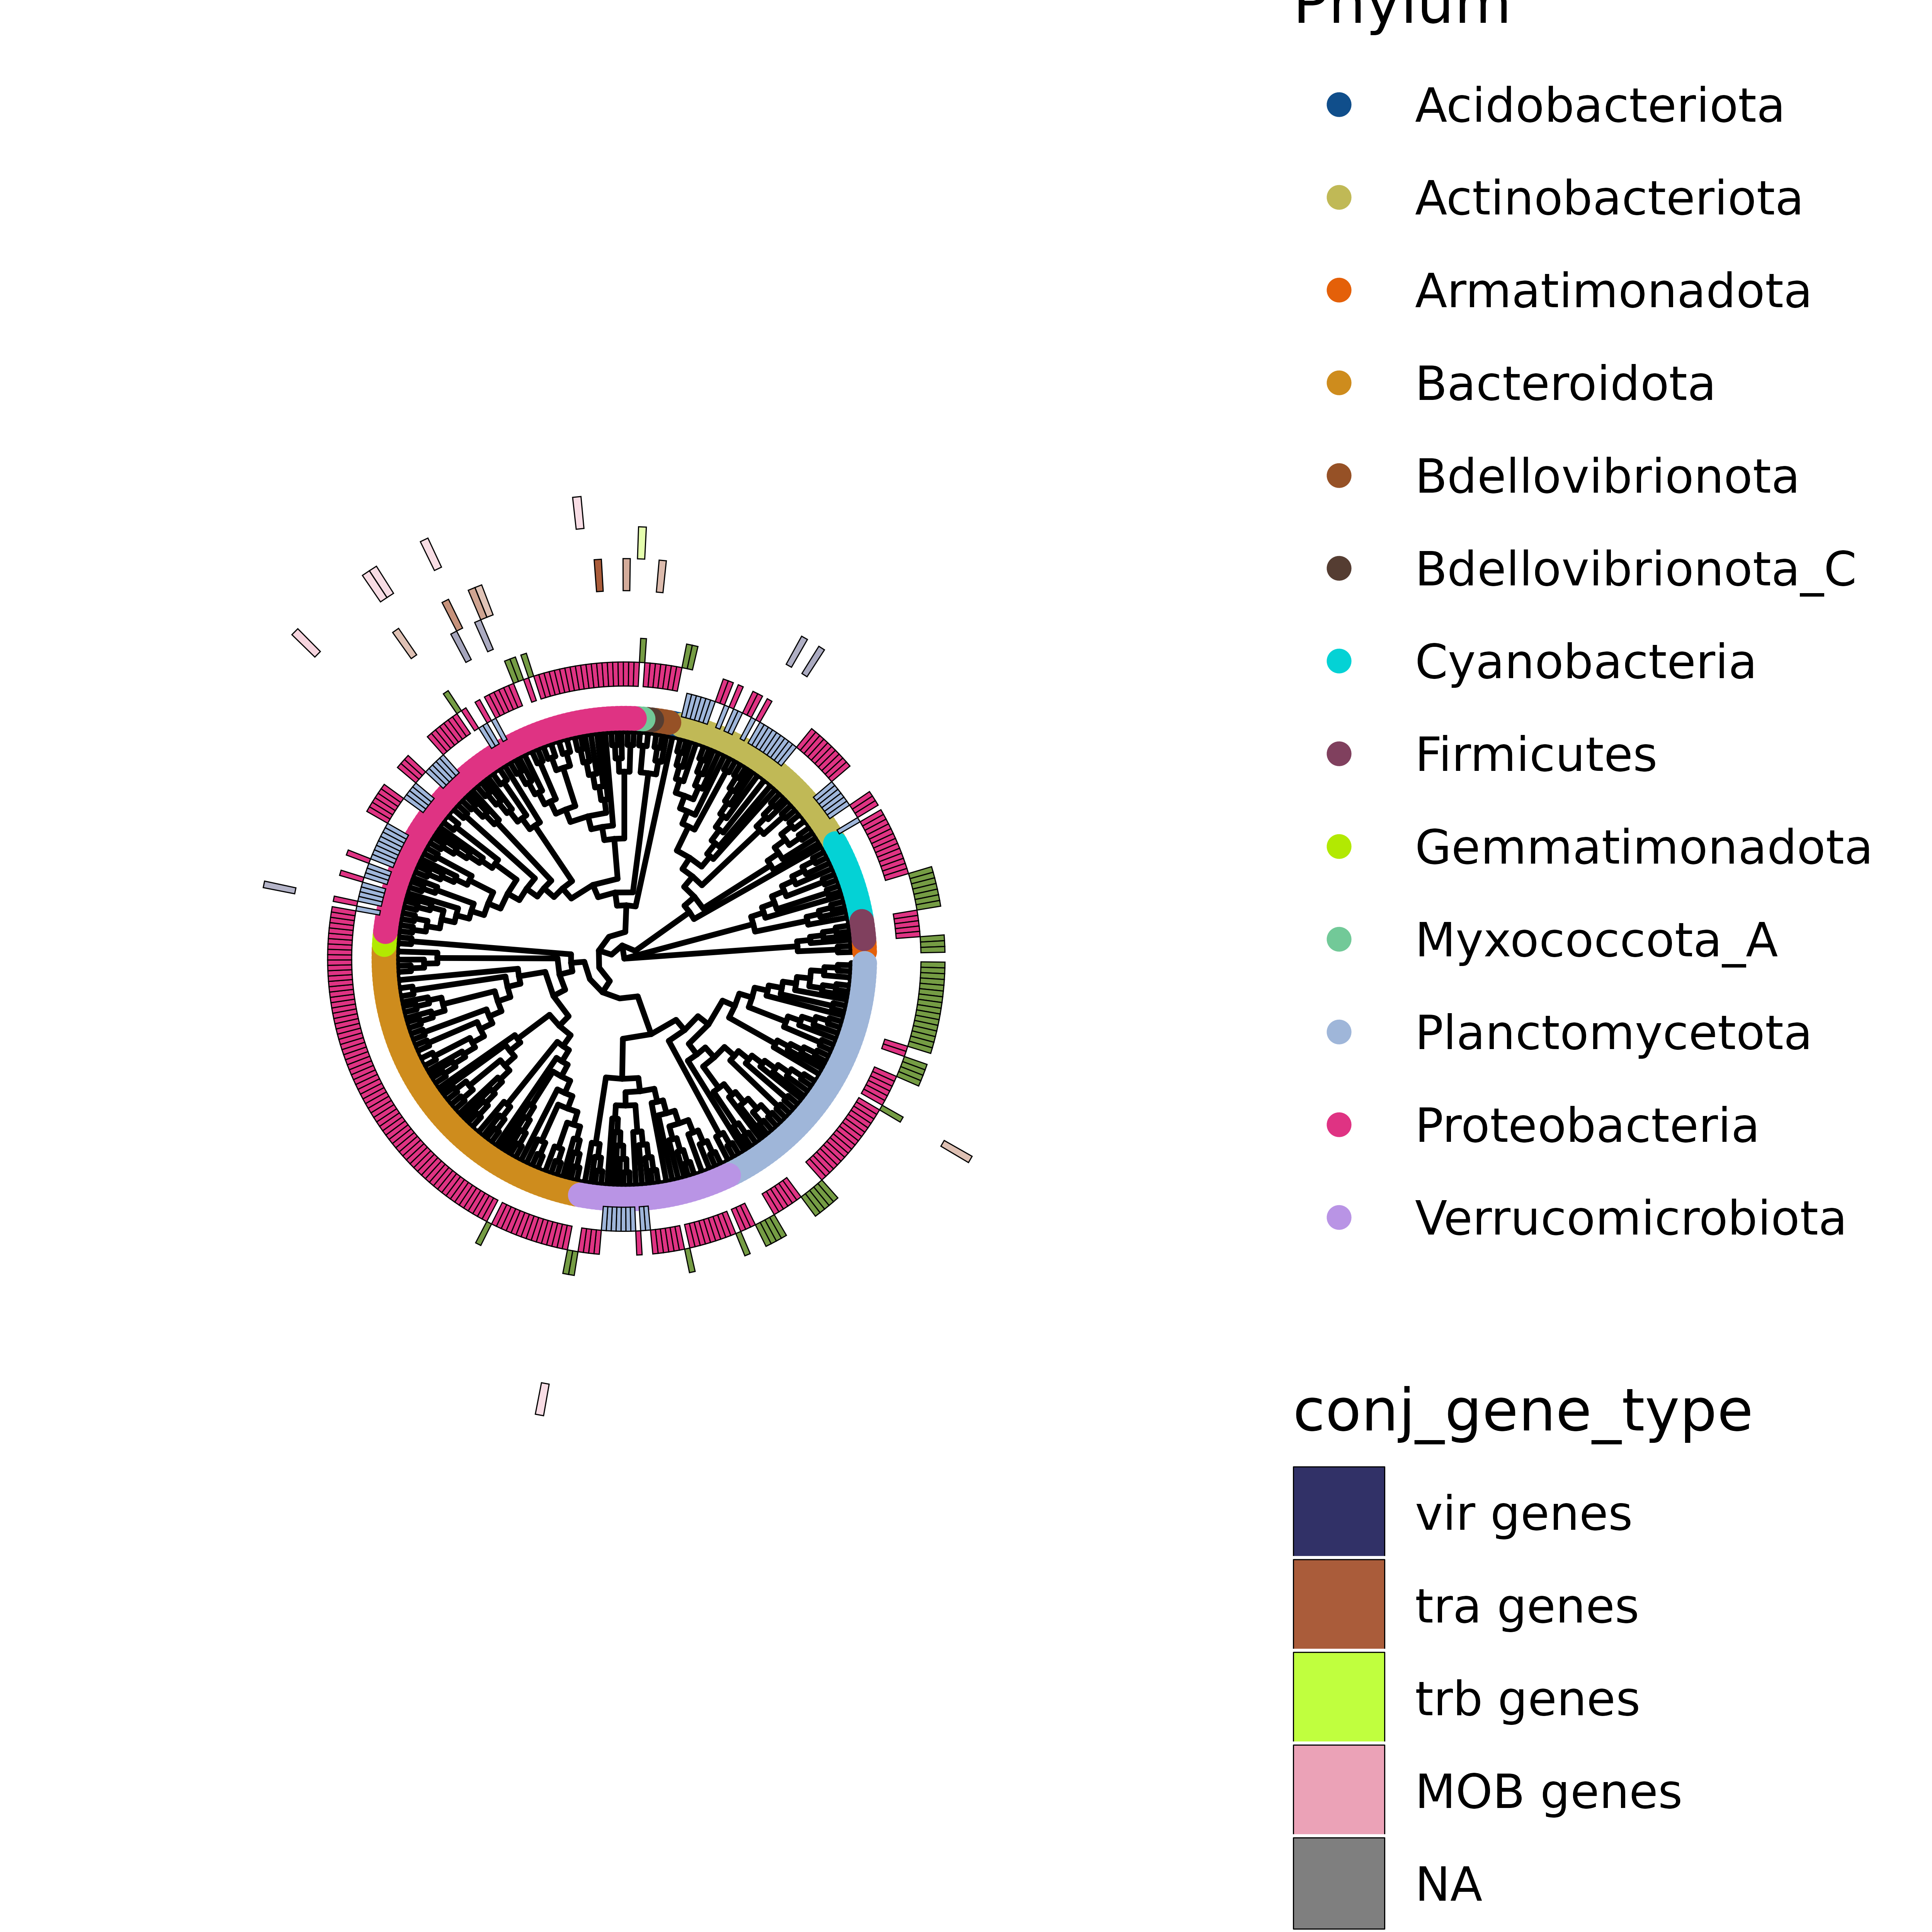 Phylum
Acidobacteriota
Actinobacteriota
Armatimonadota
Bacteroidota
Bdellovibrionota
Bdellovibrionota_C
Cyanobacteria
Firmicutes
Gemmatimonadota
Myxococcota_A
Planctomycetota
Proteobacteria
Verrucomicrobiota
conj_gene_type
vir genes
tra genes
trb genes
MOB genes
NA